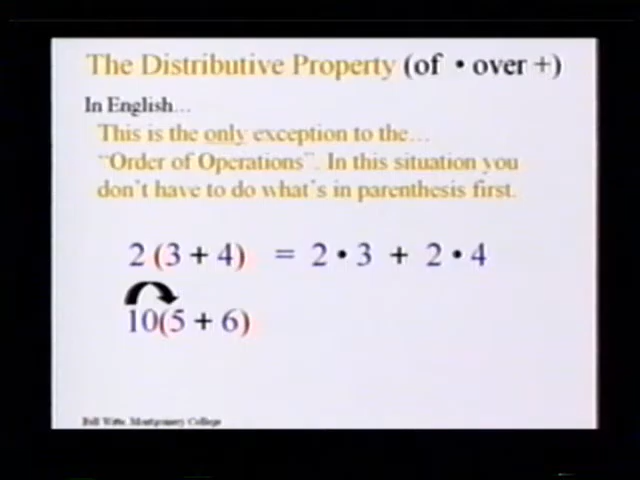 The Distributive Property (of • over +)
In English...
This is the only exception to the...
"Order of Operations". In this situation you
don't have to do what's in parenthesis first.
2 (3 + 4) = 2 • 3 + 2 • 4
10(5 + 6)
Montgomery College